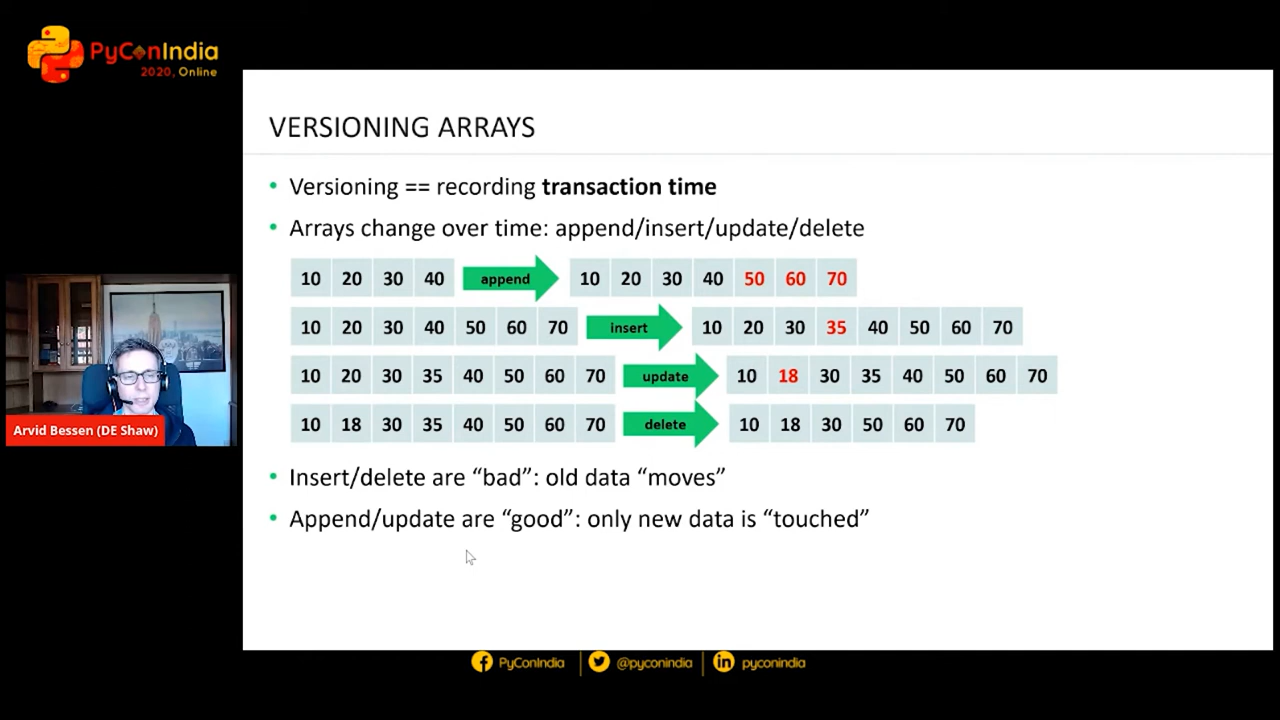 PyConIndia
2020, Online
VERSIONING ARRAYS
• Versioning == recording transaction time
• Arrays change over time: append/insert/update/delete
10 20 30 40 append 10 20 30 40 50 60 70
10 20 30 40 50 60 70 insert 10 20 30 35 40 50 60 70
10 20 30 35 40 50 60 70 update 10 18 30 35 40 50 60 70
10 18 30 35 40 50 60 70 delete 10 18 30 50 60 70
• Insert/delete are “bad”: old data “moves”
• Append/update are “good”: only new data is “touched”
Arvid Bessen (DE Shaw)
PyConIndia @pyconindia pyconindia